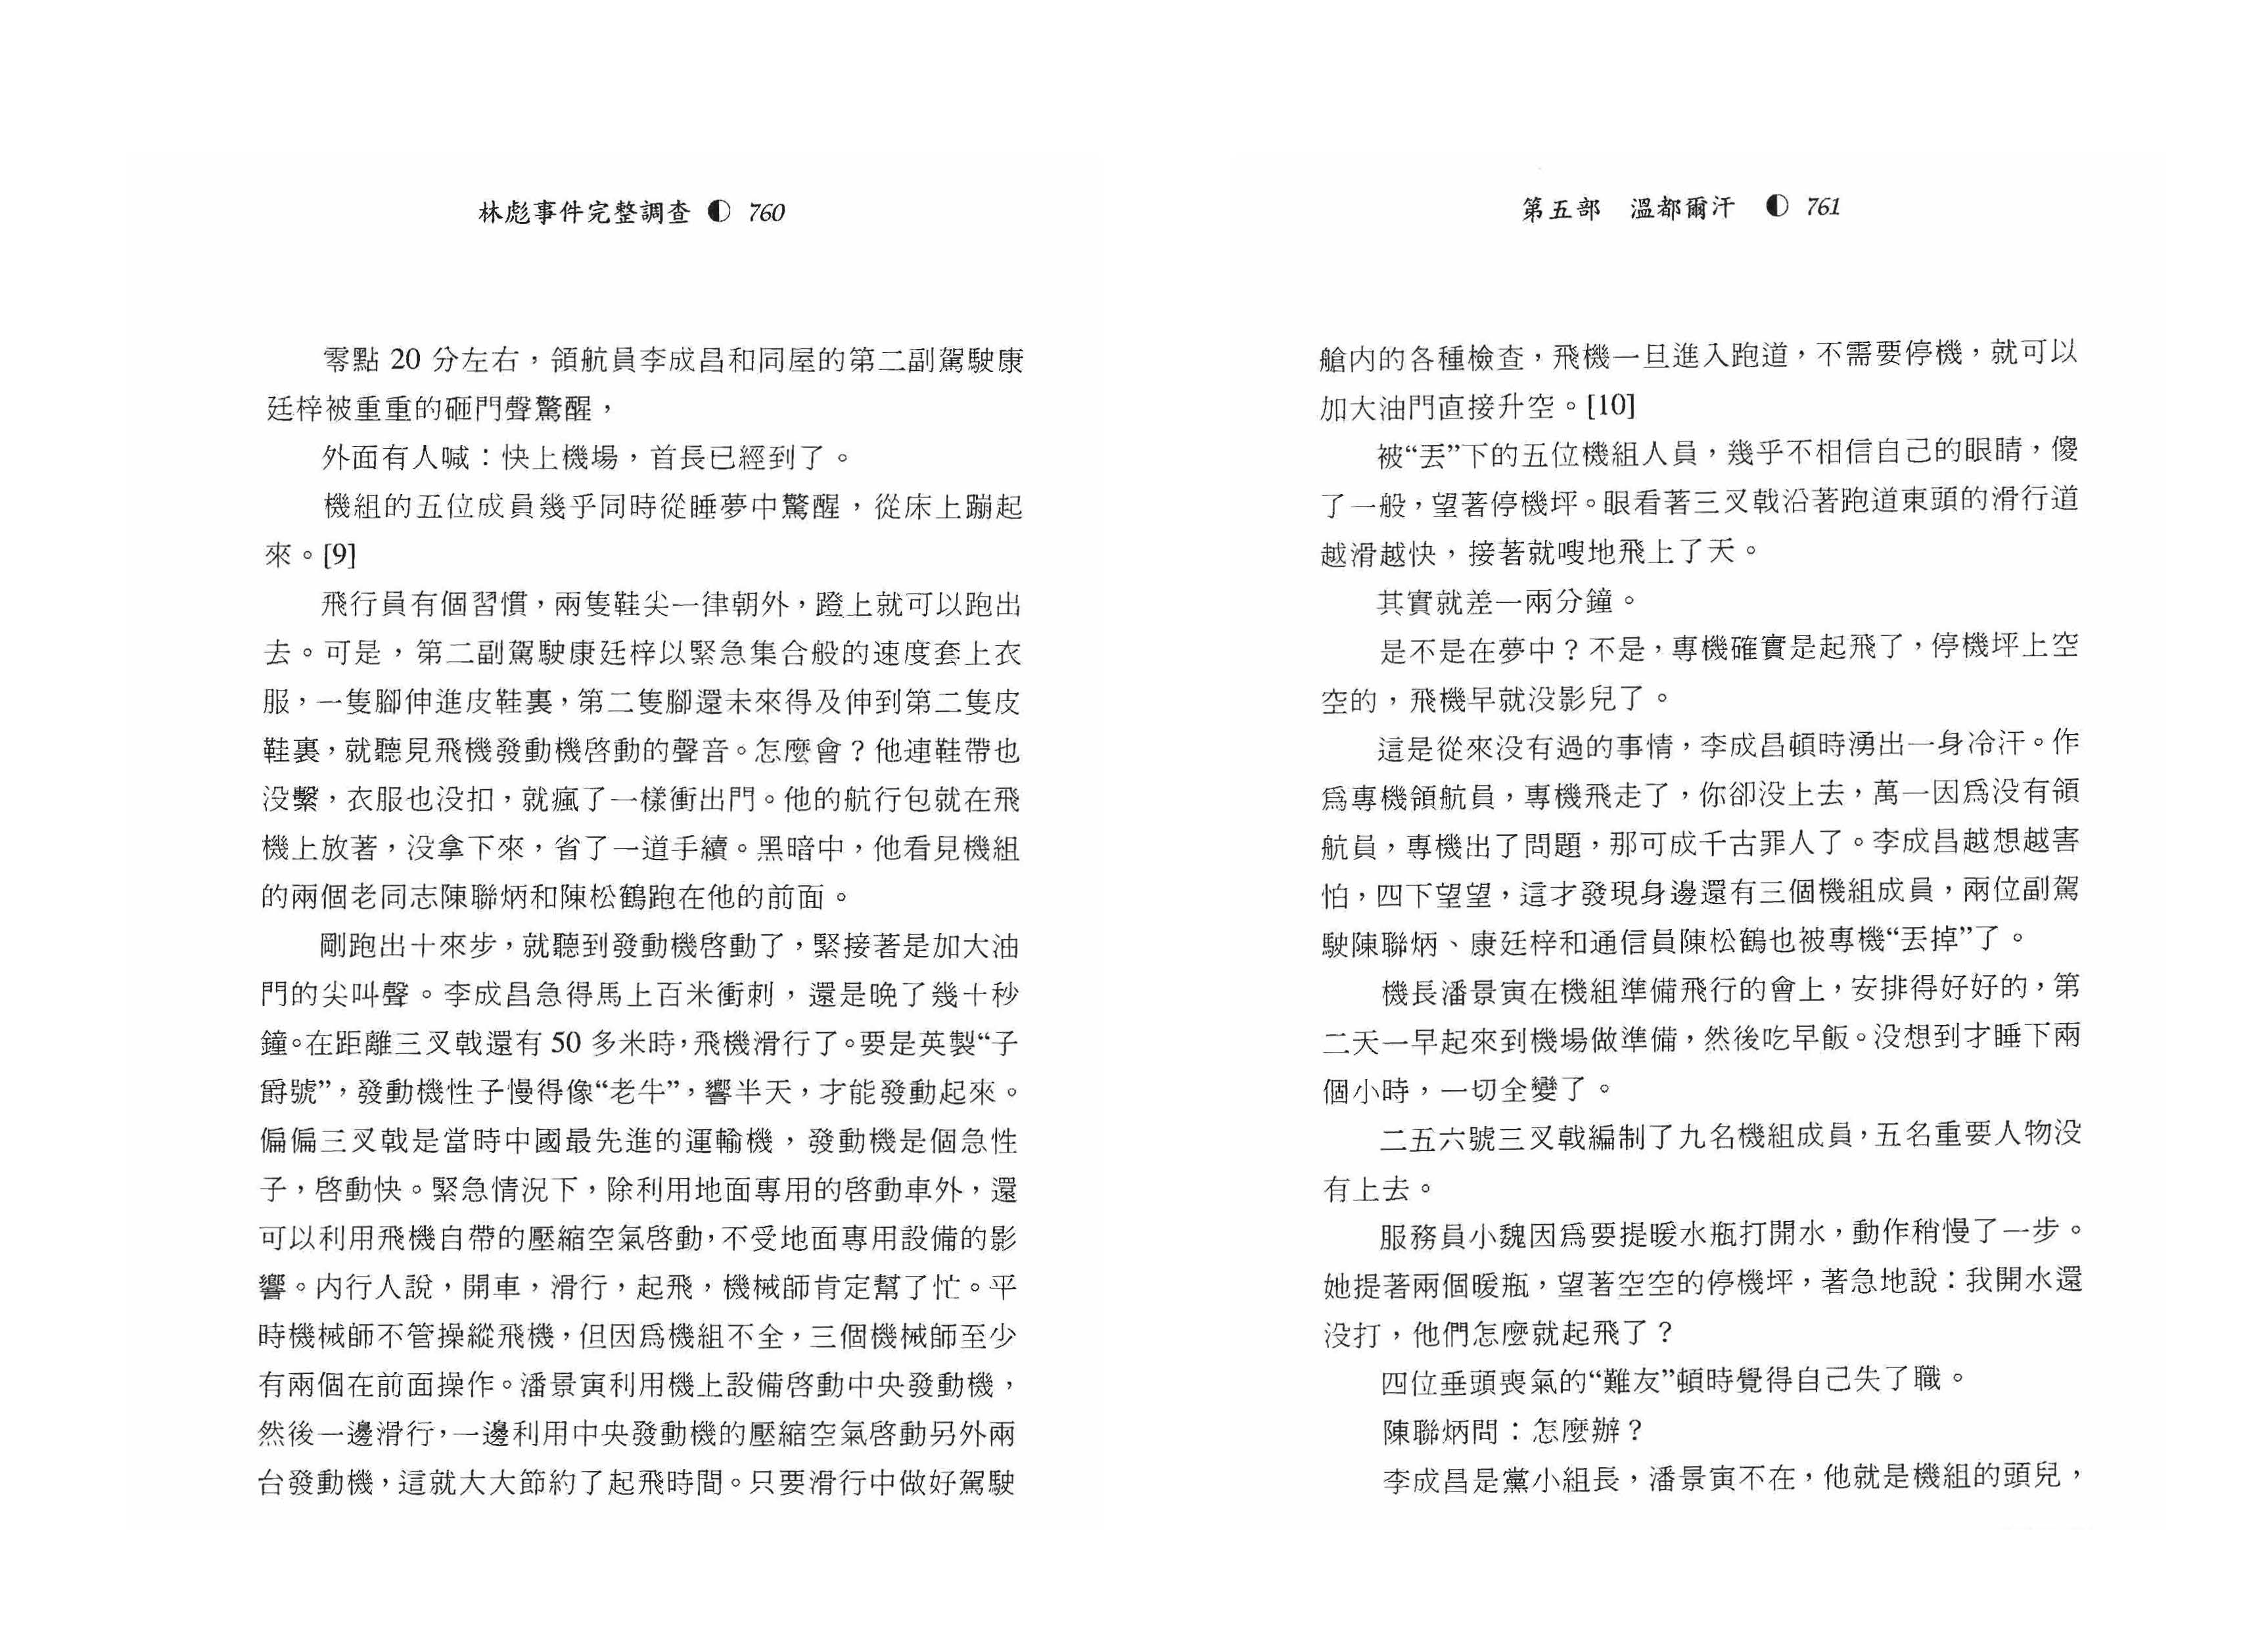 林彪事件完整調查 ◐ 760
零點 20 分左右，領航員李成昌和同屋的第二副駕駛康
廷梓被重重的砸門聲驚醒，
外面有人喊：快上機場，首長已經到了。
機組的五位成員幾乎同時從睡夢中驚醒，從床上蹦起
來。[9]
飛行員有個習慣，兩隻鞋尖一律朝外，蹬上就可以跑出
去。可是，第二副駕駛康廷梓以緊急集合般的速度套上衣
服，一隻腳伸進皮鞋裏，第二隻腳還未來得及伸到第二隻皮
鞋裏，就聽見飛機發動機啓動的聲音。怎麼會？他連鞋帶也
没繫，衣服也没扣，就瘋了一樣衝出門。他的航行包就在飛
機上放著，没拿下來，省了一道手續。黑暗中，他看見機組
的兩個老同志陳聯炳和陳松鶴跑在他的前面。
剛跑出十來步，就聽到發動機啓動了，緊接著是加大油
門的尖叫聲。李成昌急得馬上百米衝刺，還是晚了幾十秒
鐘。在距離三叉戟還有 50 多米時，飛機滑行了。要是英製“子
爵號”，發動機性子慢得像“老牛”，響半天，才能發動起來。
偏偏三叉戟是當時中國最先進的運輸機，發動機是個急性
子，啓動快。緊急情況下，除利用地面專用的啓動車外，還
可以利用飛機自帶的壓縮空氣啓動，不受地面專用設備的影
響。内行人說，開車，滑行，起飛，機械師肯定幫了忙。平
時機械師不管操縱飛機，但因爲機組不全，三個機械師至少
有兩個在前面操作。潘景寅利用機上設備啓動中央發動機，
然後一邊滑行，一邊利用中央發動機的壓縮空氣啓動另外兩
台發動機，這就大大節約了起飛時間。只要滑行中做好駕駛
第五部　溫都爾汗 ◐ 761
艙内的各種檢查，飛機一旦進入跑道，不需要停機，就可以
加大油門直接升空。[10]
被“丟”下的五位機組人員，幾乎不相信自己的眼睛，傻
了一般，望著停機坪。眼看著三叉戟沿著跑道東頭的滑行道
越滑越快，接著就嗖地飛上了天。
其實就差一兩分鐘。
是不是在夢中？不是，專機確實是起飛了，停機坪上空
空的，飛機早就没影兒了。
這是從來没有過的事情，李成昌頓時湧出一身冷汗。作
爲專機領航員，專機飛走了，你卻没上去，萬一因爲没有領
航員，專機出了問題，那可成千古罪人了。李成昌越想越害
怕，四下望望，這才發現身邊還有三個機組成員，兩位副駕
駛陳聯炳、康廷梓和通信員陳松鶴也被專機“丟掉”了。
機長潘景寅在機組準備飛行的會上，安排得好好的，第
二天一早起來到機場做準備，然後吃早飯。没想到才睡下兩
個小時，一切全變了。
二五六號三叉戟編制了九名機組成員，五名重要人物没
有上去。
服務員小魏因爲要提暖水瓶打開水，動作稍慢了一步。
她提著兩個暖瓶，望著空空的停機坪，著急地說：我開水還
没打，他們怎麼就起飛了？
四位垂頭喪氣的“難友”頓時覺得自己失了職。
陳聯炳問：怎麼辦？
李成昌是黨小組長，潘景寅不在，他就是機組的頭兒，